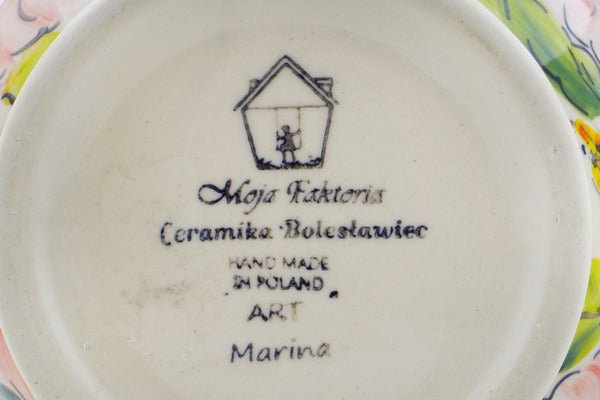 Moja Faktoria
Ceramika Bolesławiec
HAND MADE
IN POLAND
ART
Marina